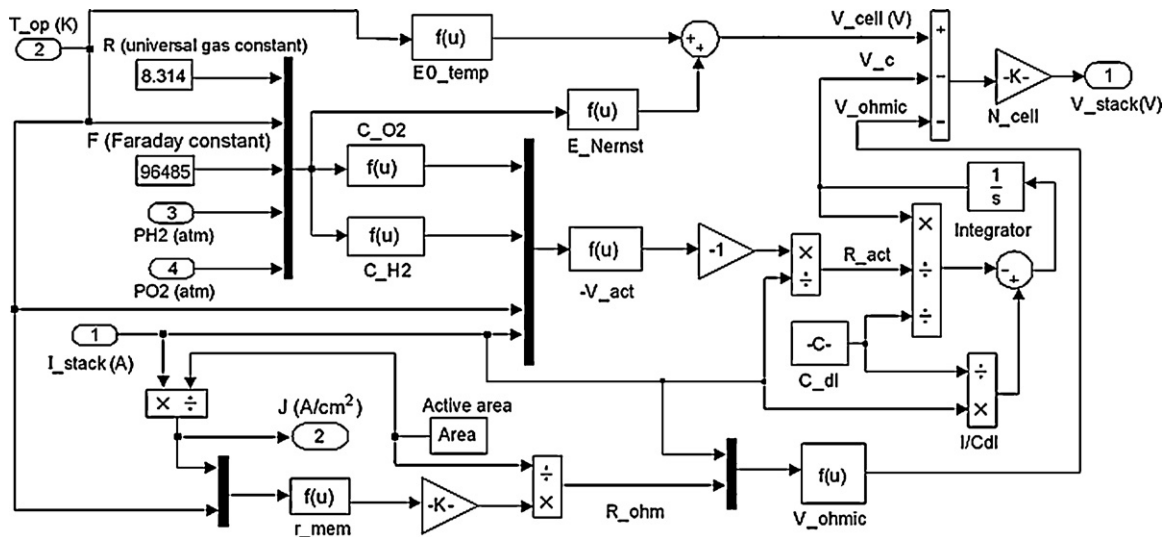 T_op (K)
2
R (universal gas constant)
8.314
F (Faraday constant)
96485
3
PH2 (atm)
4
PO2 (atm)
1
I_stack (A)
f(u)
E0_temp
f(u)
E_Nernst
C_O2
f(u)
f(u)
C_H2
f(u)
-V_act
-1
×
÷
R_act
+
+
V_cell (V)
V_c
V_ohmic
+
−
−
-K-
N_cell
1
V_stack(V)
1
s
Integrator
×
÷
÷
-
+
-C-
C_dl
÷
×
I/Cdl
× ÷
J (A/cm²)
2
Active area
Area
f(u)
r_mem
-K-
÷
×
R_ohm
f(u)
V_ohmic